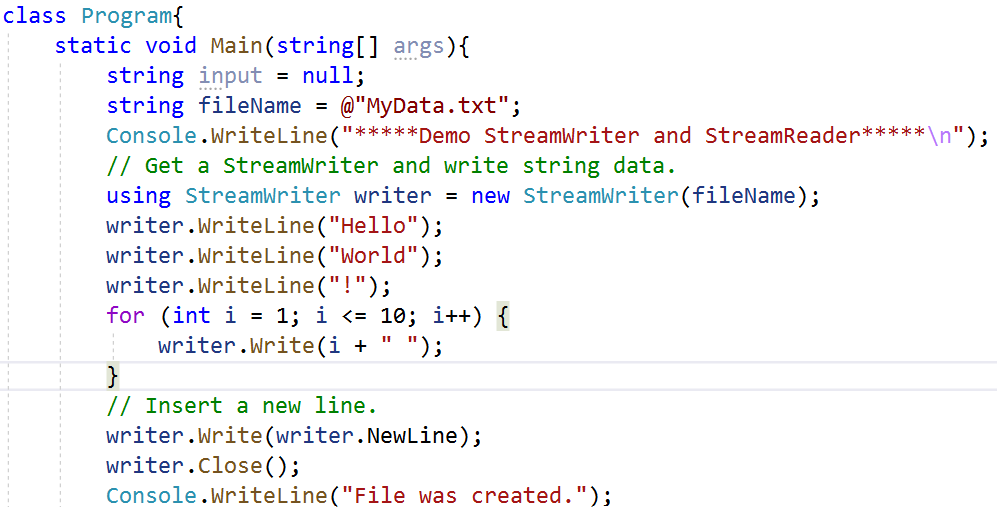 class Program{
    static void Main(string[] args){
        string input = null;
        string fileName = @"MyData.txt";
        Console.WriteLine("*****Demo StreamWriter and StreamReader*****\n");
        // Get a StreamWriter and write string data.
        using StreamWriter writer = new StreamWriter(fileName);
        writer.WriteLine("Hello");
        writer.WriteLine("World");
        writer.WriteLine("!");
        for (int i = 1; i <= 10; i++) {
            writer.Write(i + " ");
        }
        // Insert a new line.
        writer.Write(writer.NewLine);
        writer.Close();
        Console.WriteLine("File was created.");